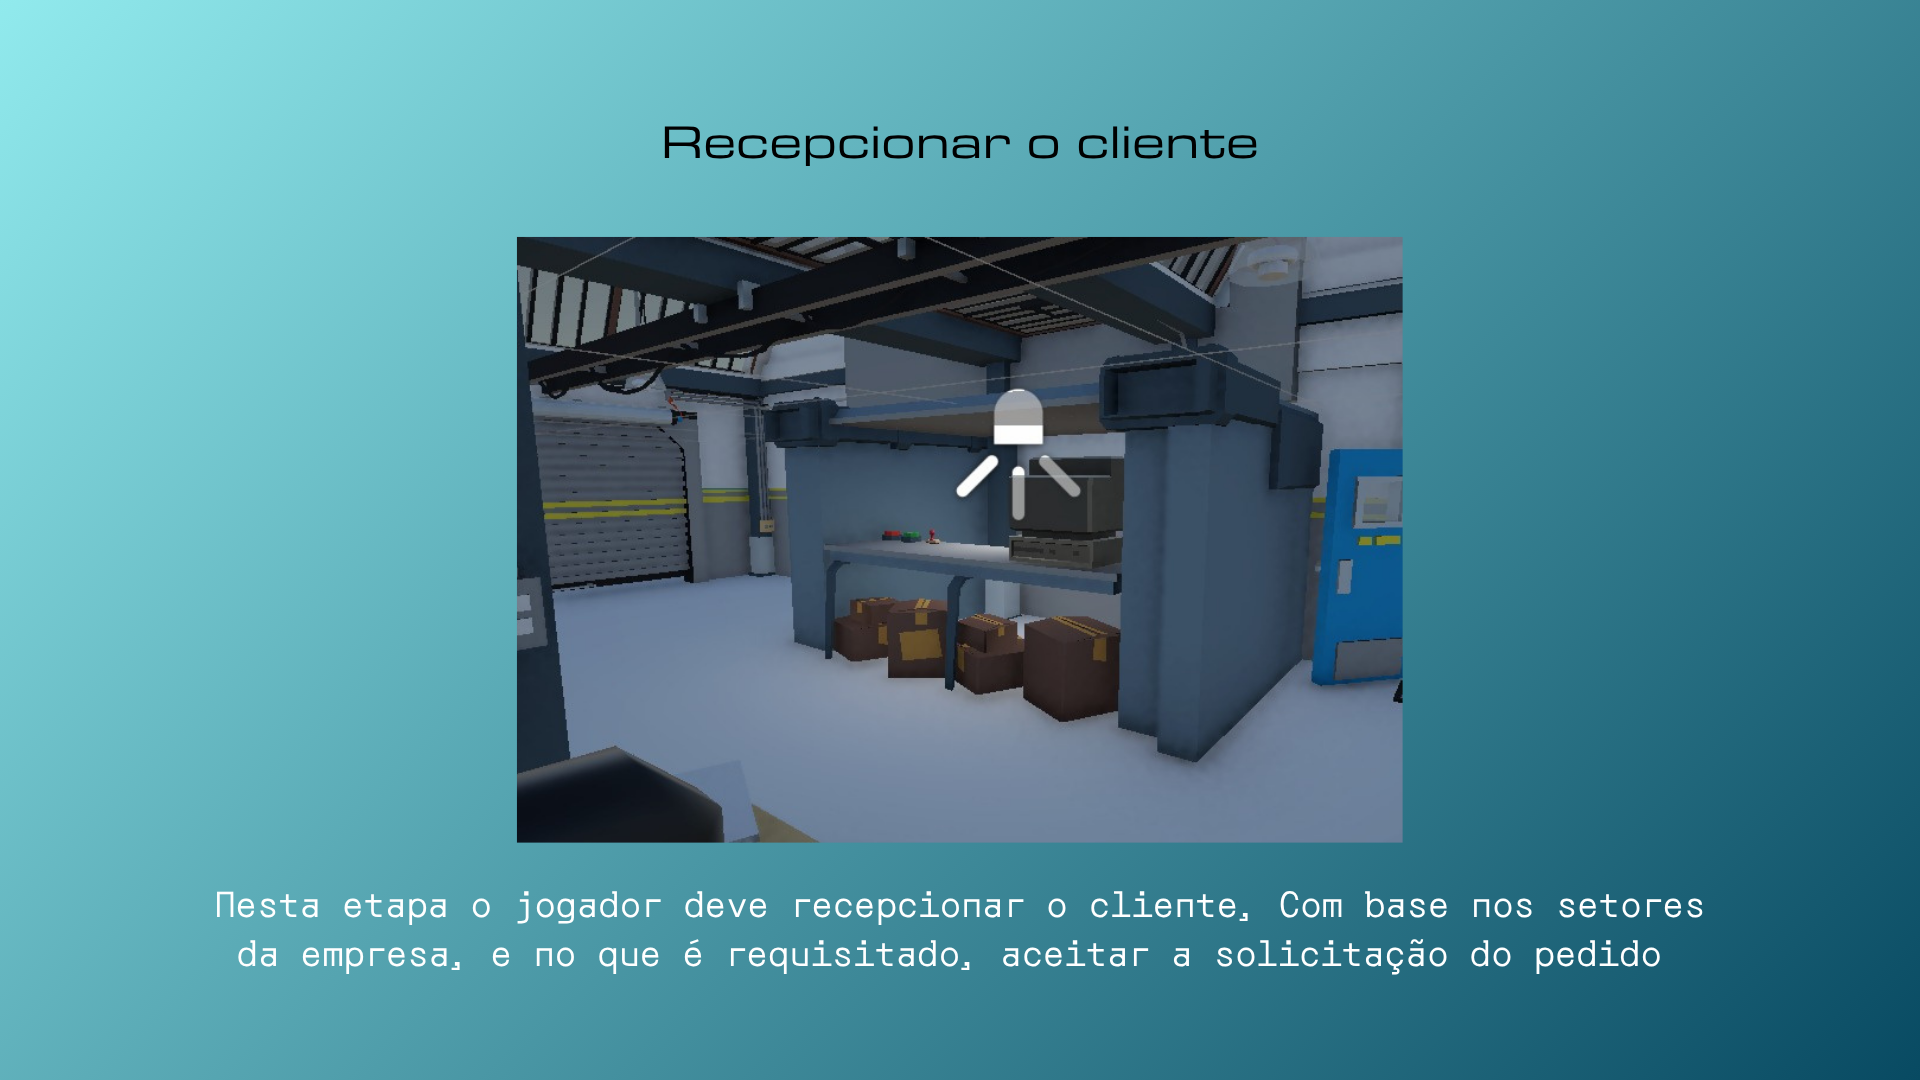 Recepcionar o cliente
Nesta etapa o jogador deve recepcionar o cliente, Com base nos setores
da empresa, e no que é requisitado, aceitar a solicitação do pedido